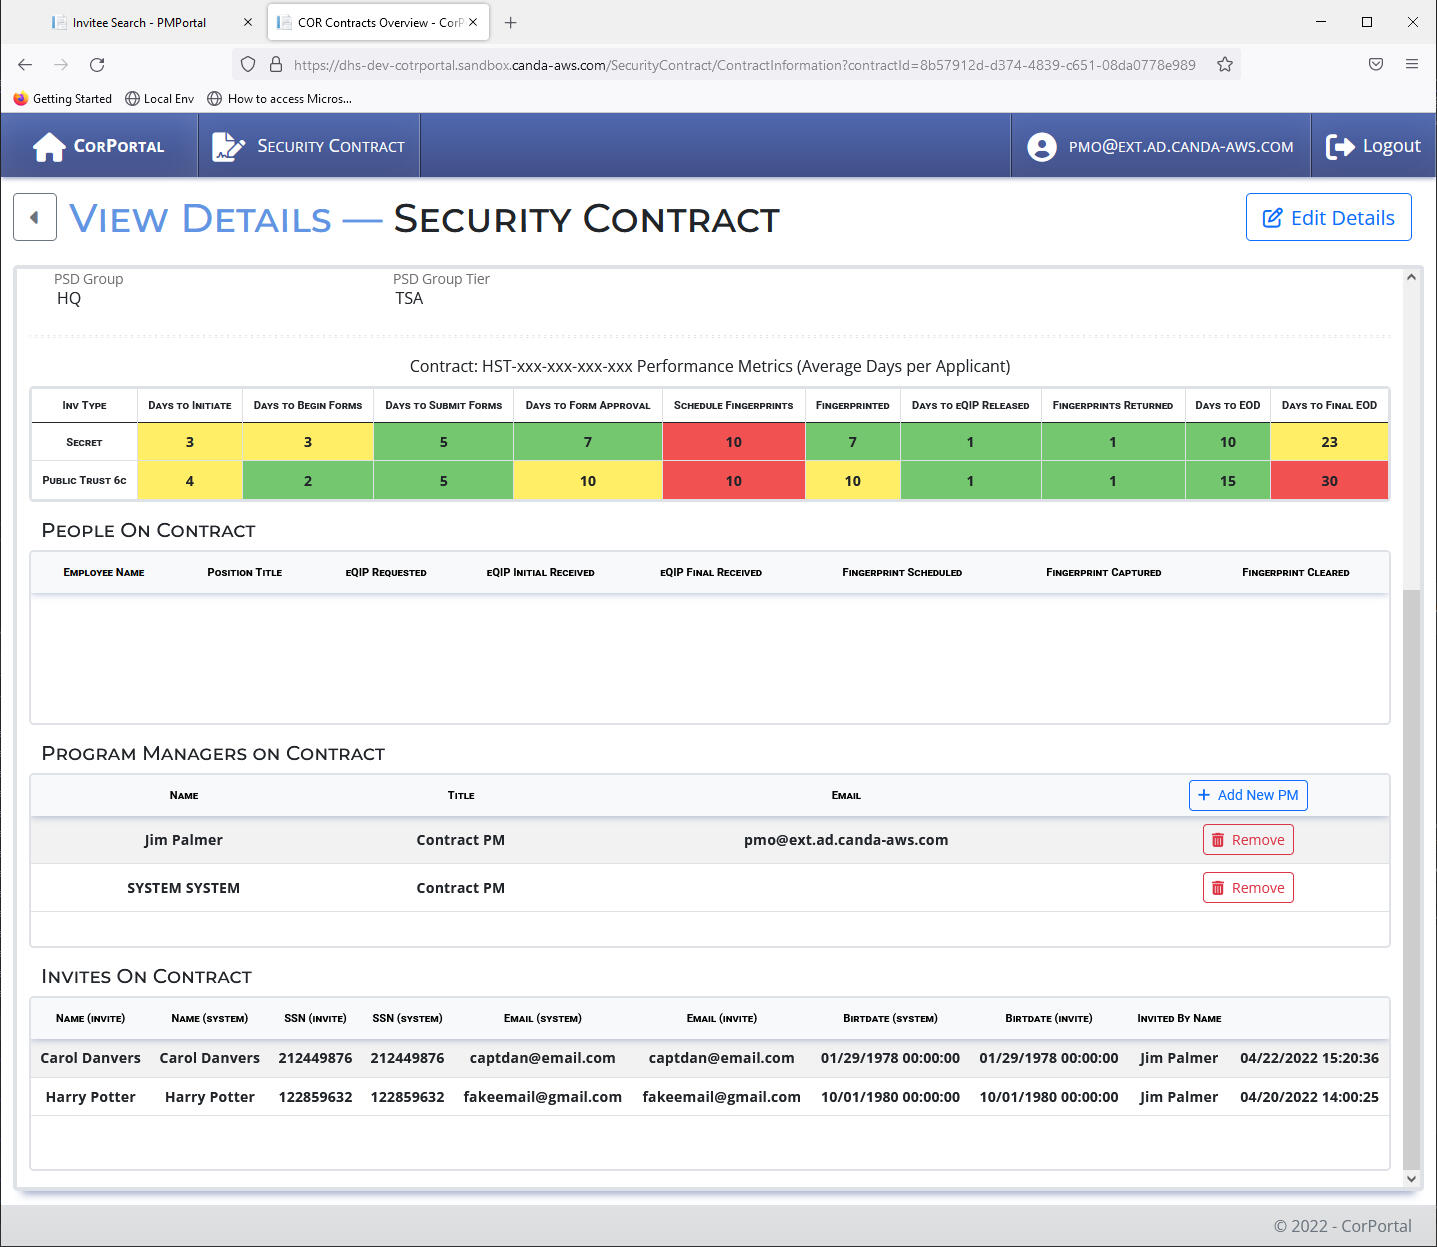 Invitee Search - PMPortal
COR Contracts Overview - CorP
https://dhs-dev-cotrportal.sandbox.canda-aws.com/SecurityContract/ContractInformation?contractId=8b57912d-d374-4839-c651-08da0778e989
Getting Started Local Env How to access Micros...
CorPortal Security Contract pmo@ext.ad.canda-aws.com Logout
View Details — Security Contract Edit Details
PSD Group PSD Group Tier
HQ TSA
Contract: HST-xxx-xxx-xxx-xxx Performance Metrics (Average Days per Applicant)
Inv Type Days to Initiate Days to Begin Forms Days to Submit Forms Days to Form Approval Schedule Fingerprints Fingerprinted Days to eQIP Released Fingerprints Returned Days to EOD Days to Final EOD
Secret 3 3 5 7 10 7 1 1 10 23
Public Trust 6c 4 2 5 10 10 10 1 1 15 30
People On Contract
Employee Name Position Title eQIP Requested eQIP Initial Received eQIP Final Received Fingerprint Scheduled Fingerprint Captured Fingerprint Cleared
Program Managers on Contract
Name Title Email + Add New PM
Jim Palmer Contract PM pmo@ext.ad.canda-aws.com Remove
SYSTEM SYSTEM Contract PM Remove
Invites On Contract
Name (invite) Name (system) SSN (invite) SSN (system) Email (system) Email (invite) Birtdate (system) Birtdate (invite) Invited By Name
Carol Danvers Carol Danvers 212449876 212449876 captdan@email.com captdan@email.com 01/29/1978 00:00:00 01/29/1978 00:00:00 Jim Palmer 04/22/2022 15:20:36
Harry Potter Harry Potter 122859632 122859632 fakeemail@gmail.com fakeemail@gmail.com 10/01/1980 00:00:00 10/01/1980 00:00:00 Jim Palmer 04/20/2022 14:00:25
© 2022 - CorPortal